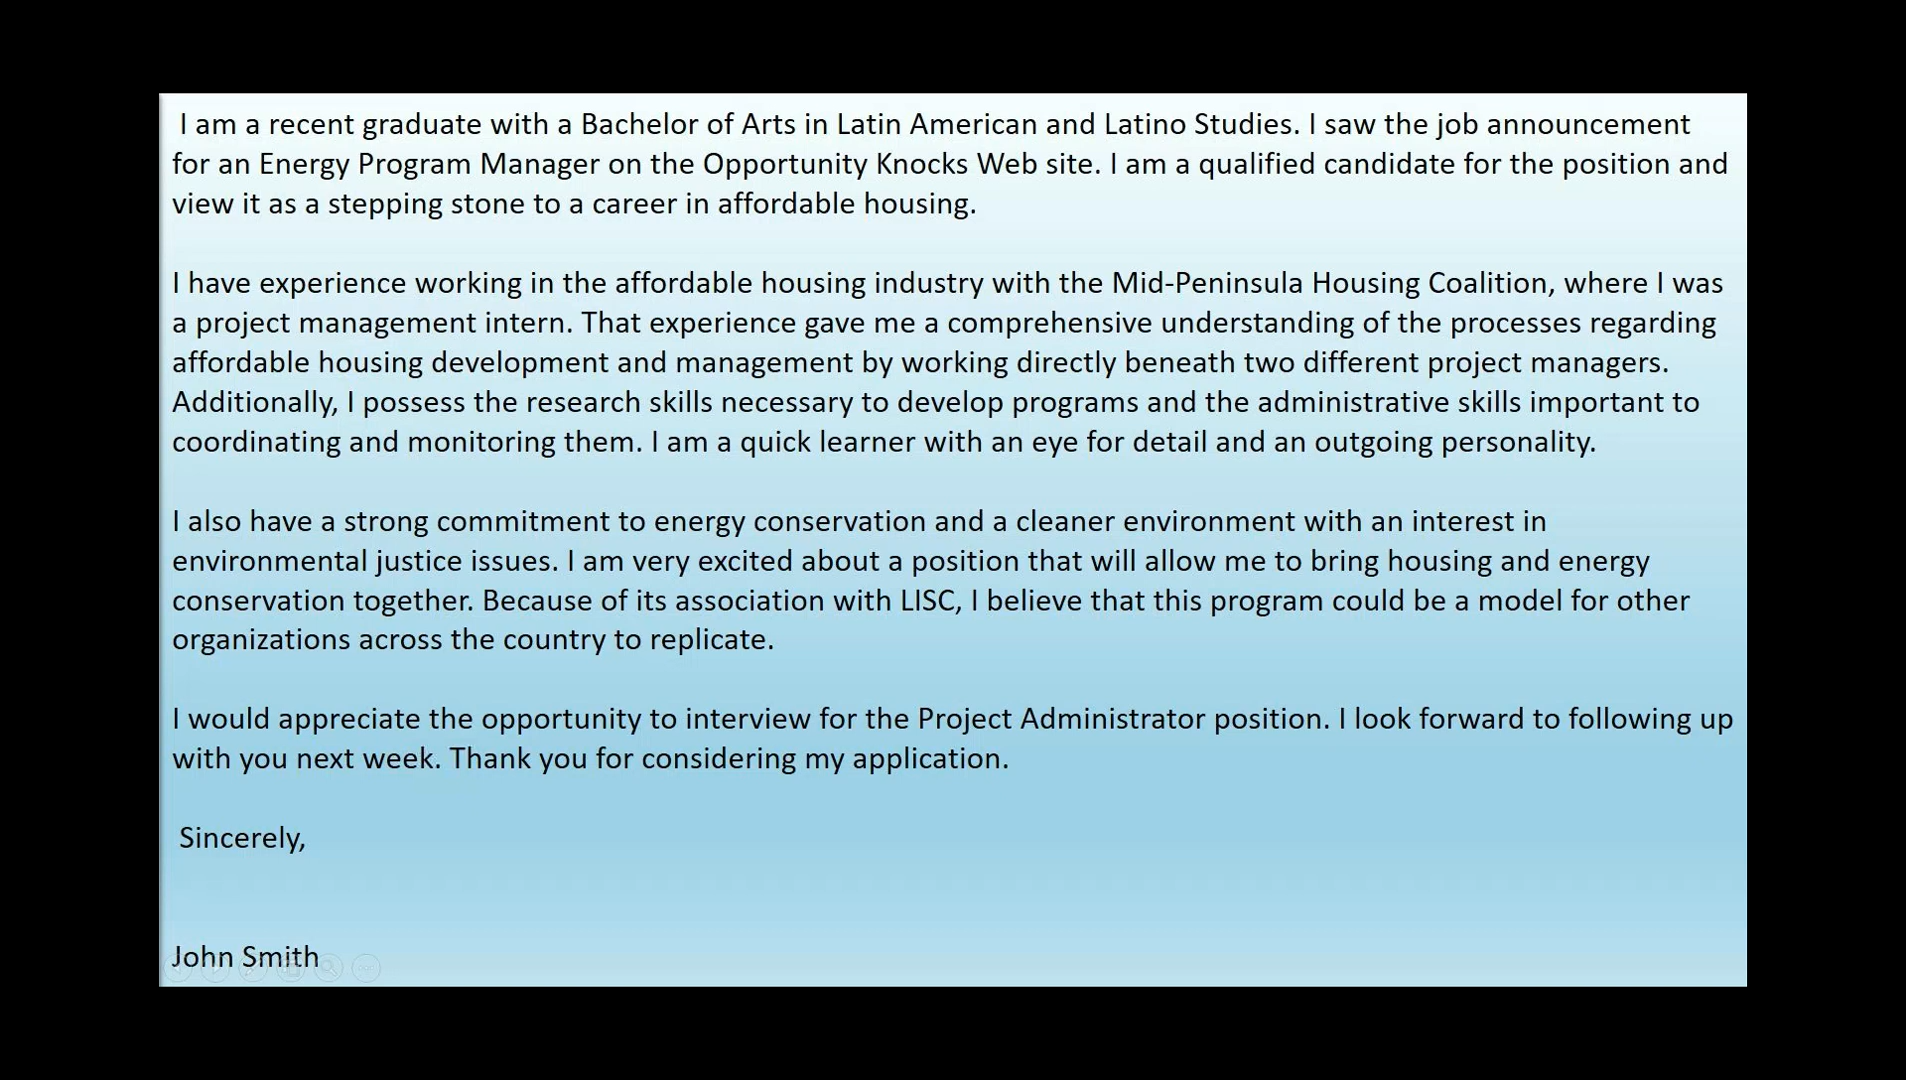 I am a recent graduate with a Bachelor of Arts in Latin American and Latino Studies. I saw the job announcement
for an Energy Program Manager on the Opportunity Knocks Web site. I am a qualified candidate for the position and
view it as a stepping stone to a career in affordable housing.
I have experience working in the affordable housing industry with the Mid-Peninsula Housing Coalition, where I was
a project management intern. That experience gave me a comprehensive understanding of the processes regarding
affordable housing development and management by working directly beneath two different project managers.
Additionally, I possess the research skills necessary to develop programs and the administrative skills important to
coordinating and monitoring them. I am a quick learner with an eye for detail and an outgoing personality.
I also have a strong commitment to energy conservation and a cleaner environment with an interest in
environmental justice issues. I am very excited about a position that will allow me to bring housing and energy
conservation together. Because of its association with LISC, I believe that this program could be a model for other
organizations across the country to replicate.
I would appreciate the opportunity to interview for the Project Administrator position. I look forward to following up
with you next week. Thank you for considering my application.
Sincerely,
John Smith